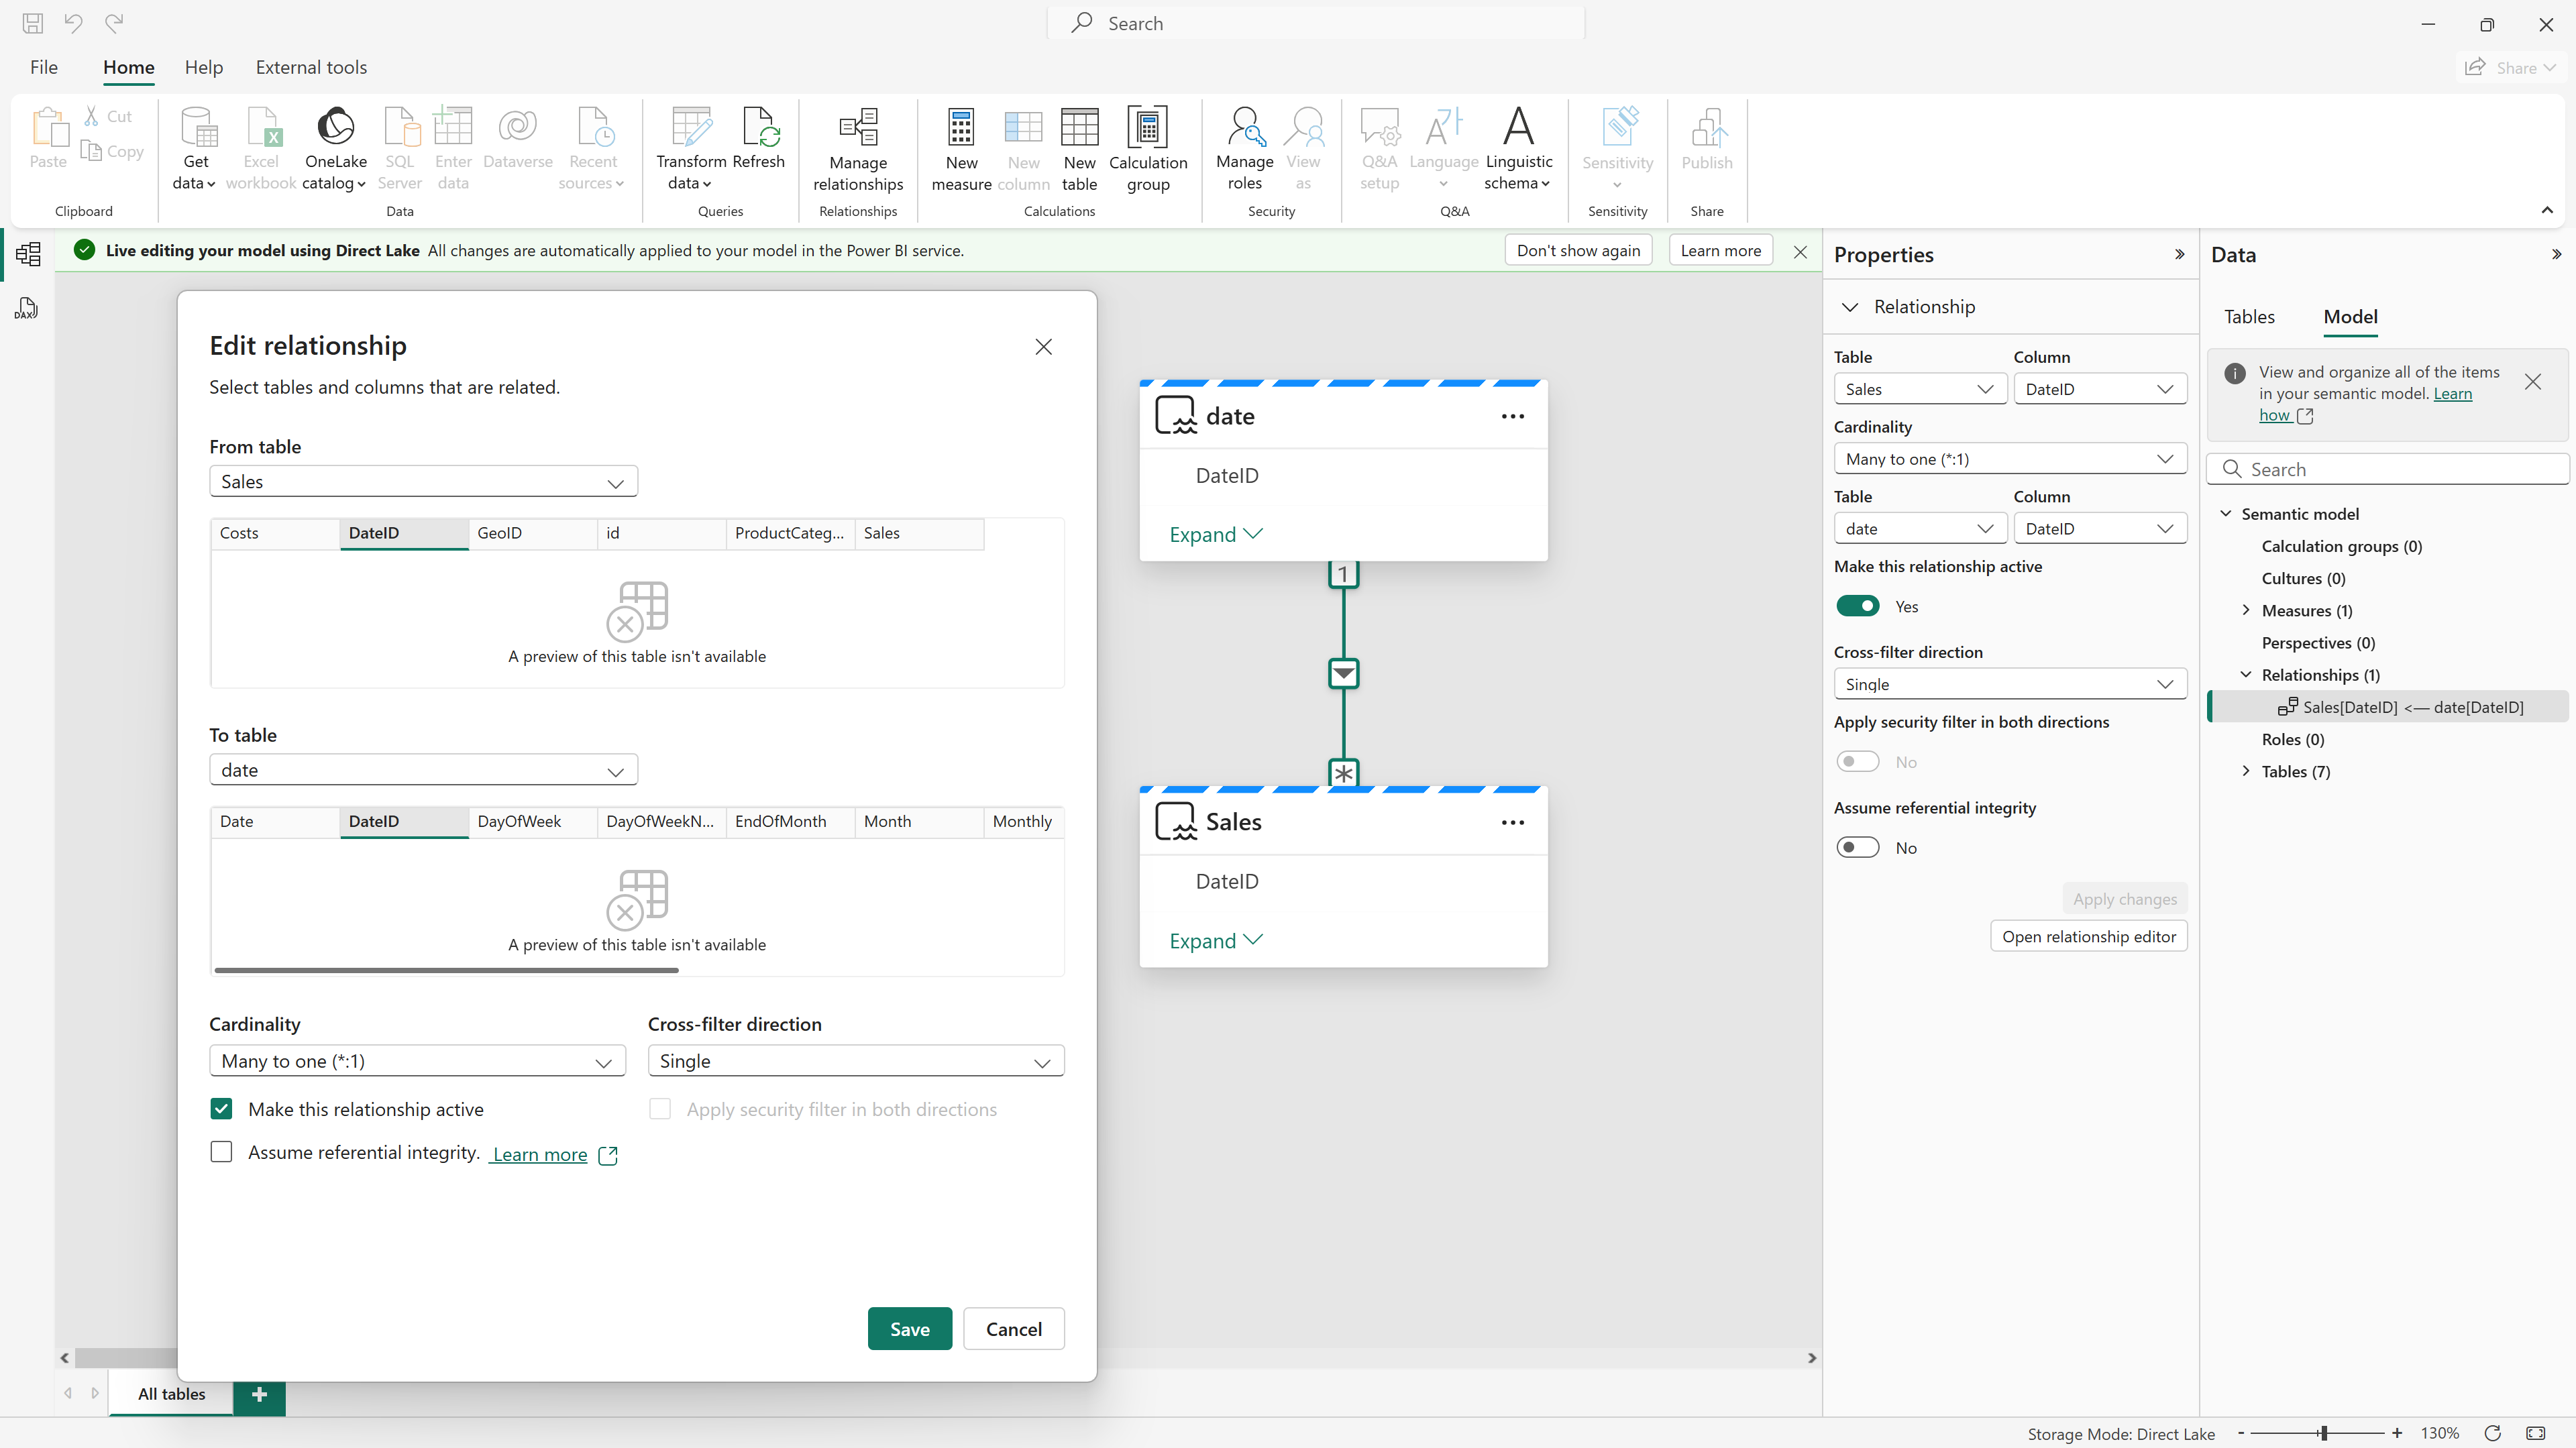 Search
File
Home
Help
External tools
Share
Paste
Cut
Copy
Clipboard
Get data
Excel workbook
OneLake catalog
SQL Server
Enter data
Dataverse
Recent sources
Data
Transform data
Refresh
Queries
Manage relationships
Relationships
New measure
New column
New table
Calculation group
Calculations
Manage roles
View as
Security
Q&A setup
Language
Linguistic schema
Q&A
Sensitivity
Sensitivity
Publish
Share
DAX
Live editing your model using Direct Lake All changes are automatically applied to your model in the Power BI service.
Don't show again
Learn more
Edit relationship
Select tables and columns that are related.
From table
Sales
Costs DateID GeoID id ProductCateg... Sales
A preview of this table isn't available
To table
date
Date DateID DayOfWeek DayOfWeekN... EndOfMonth Month Monthly
A preview of this table isn't available
Cardinality
Many to one (*:1)
Cross-filter direction
Single
Make this relationship active
Apply security filter in both directions
Assume referential integrity. Learn more
Save
Cancel
date
DateID
Expand
1
*
Sales
DateID
Expand
All tables
Properties
Relationship
Table Column
Sales DateID
Cardinality
Many to one (*:1)
Table Column
date DateID
Make this relationship active
Yes
Cross-filter direction
Single
Apply security filter in both directions
No
Assume referential integrity
No
Apply changes
Open relationship editor
Data
Tables
Model
View and organize all of the items
in your semantic model. Learn
how
Search
Semantic model
Calculation groups (0)
Cultures (0)
Measures (1)
Perspectives (0)
Relationships (1)
Sales[DateID] <— date[DateID]
Roles (0)
Tables (7)
Storage Mode: Direct Lake
- + 130%